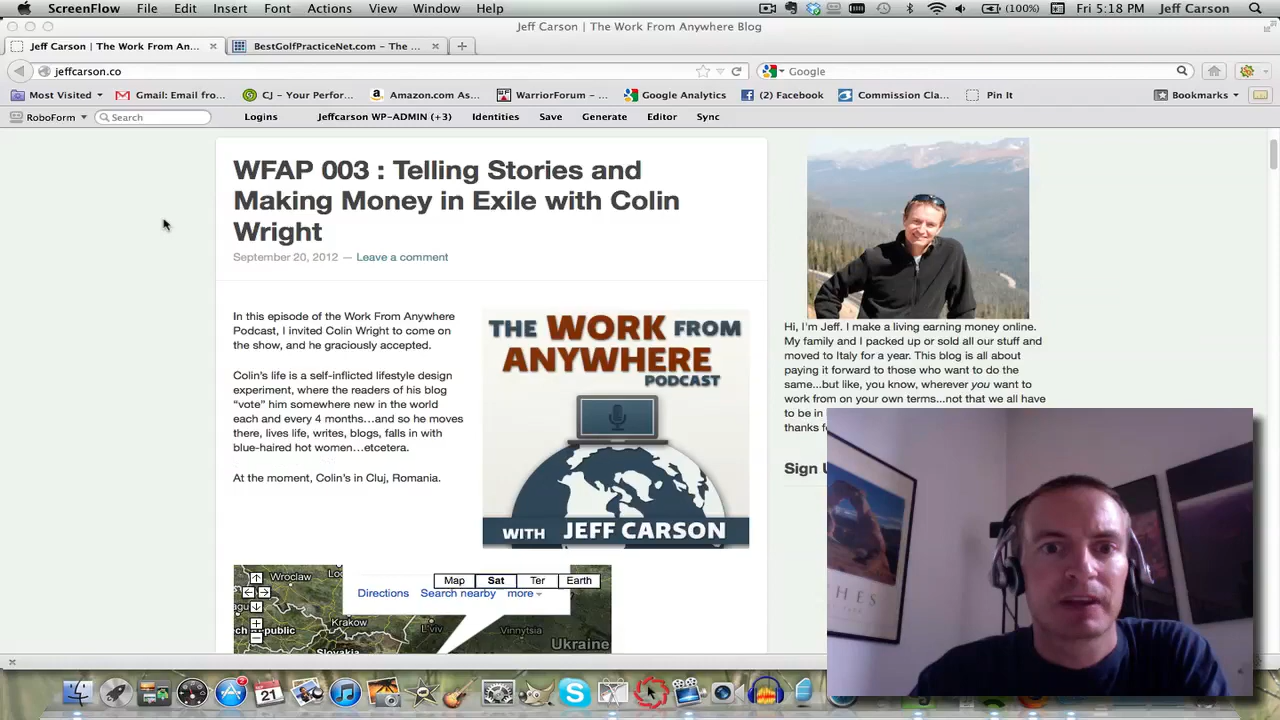 ScreenFlow File Edit Insert Font Actions View Window Help (100%) Fri 5:18 PM Jeff Carson
Jeff Carson | The Work From Anywhere Blog
Jeff Carson | The Work From An... BestGolfPracticeNet.com – The ...
jeffcarson.co Google
Most Visited Gmail: Email fro... CJ – Your Perfor... Amazon.com As... WarriorForum – ... Google Analytics (2) Facebook Commission Cla... Pin It Bookmarks
RoboForm Search Logins Jeffcarson WP-ADMIN (+3) Identities Save Generate Editor Sync
WFAP 003 : Telling Stories and
Making Money in Exile with Colin
Wright
September 20, 2012 — Leave a comment
In this episode of the Work From Anywhere
Podcast, I invited Colin Wright to come on
the show, and he graciously accepted.
Colin's life is a self-inflicted lifestyle design
experiment, where the readers of his blog
“vote” him somewhere new in the world
each and every 4 months…and so he moves
there, lives life, writes, blogs, falls in with
blue-haired hot women…etcetera.
At the moment, Colin's in Cluj, Romania.
THE WORK FROM
ANYWHERE
PODCAST
WITH JEFF CARSON
Map Sat Ter Earth
Directions Search nearby more
Wroclaw
Krakow
L'viv
Vinnytsia
Ukraine
Slovakia
Hi, I'm Jeff. I make a living earning money online.
My family and I packed up or sold all our stuff and
moved to Italy for a year. This blog is all about
paying it forward to those who want to do the
same...but like, you know, wherever you want to
work from on your own terms...not that we all have
to be in
thanks
Sign
21
2